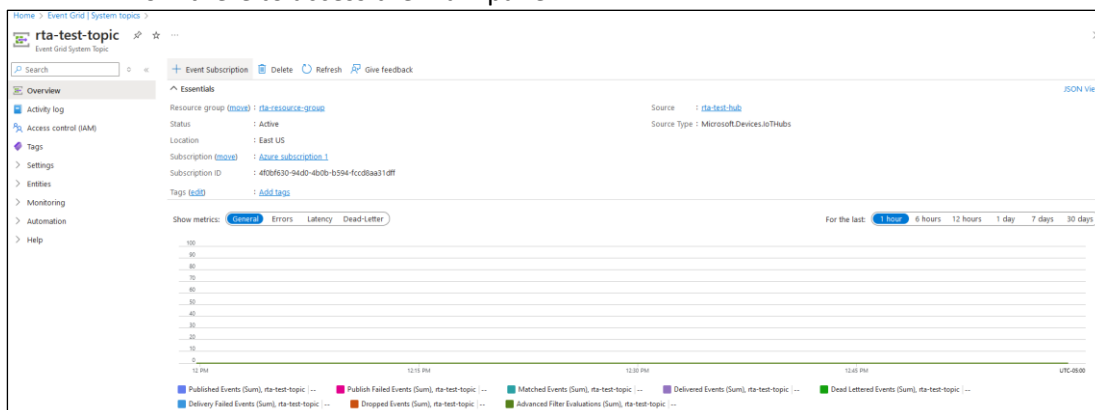 Home > Event Grid | System topics >
rta-test-topic
Event Grid System Topic
Search
+ Event Subscription Delete Refresh Give feedback
Overview
Activity log
Access control (IAM)
Tags
Settings
Entities
Monitoring
Automation
Help
Essentials JSON Vie
Resource group (move) : rta-resource-group Source : rta-test-hub
Status : Active Source Type : Microsoft.Devices.IoTHubs
Location : East US
Subscription (move) : Azure subscription 1
Subscription ID : 4f0bf630-94d0-4b0b-b594-fccd8aa31dff
Tags (edit) : Add tags
Show metrics: General Errors Latency Dead-Letter For the last: 1 hour 6 hours 12 hours 1 day 7 days 30 days
100
90
80
70
60
50
40
30
20
10
0
12 PM 12:15 PM 12:30 PM 12:45 PM UTC-05:00
Published Events (Sum), rta-test-topic | -- Publish Failed Events (Sum), rta-test-topic | -- Matched Events (Sum), rta-test-topic | -- Delivered Events (Sum), rta-test-topic | -- Dead Lettered Events (Sum), rta-test-topic | --
Delivery Failed Events (Sum), rta-test-topic | -- Dropped Events (Sum), rta-test-topic | -- Advanced Filter Evaluations (Sum), rta-test-topic | --